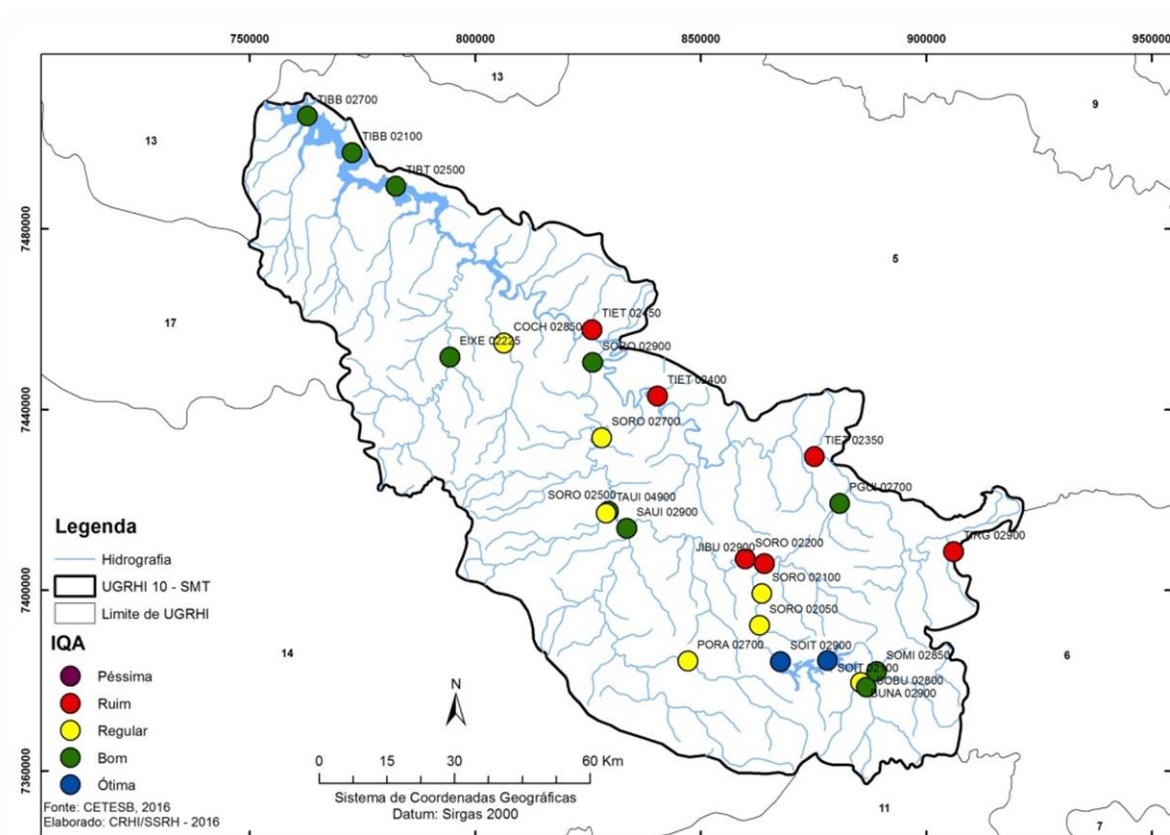 750000
800000
850000
900000
950000
13
9
TIBB 02700
13
TIBB 02100
TIBT 02500
7480000
5
17
TIET 02450
COCH 02850
EIXE 02225
SORO 02900
TIET 02400
7440000
SORO 02700
TIET 02350
PGUI 02700
SORO 02500
TAUI 04900
SAUI 02900
Legenda
TIRG 02900
JIBU 02900
SORO 02200
Hidrografia
SORO 02100
7400000
UGRHI 10 - SMT
SORO 02050
Limite de UGRHI
IQA
PORA 02700
SOIT 02900
SOMI 02850
14
6
SOIT 02100
SOBU 02800
BUNA 02900
Péssima
Ruim
N
Regular
Bom
0 15 30 60 Km
7360000
Ótima
Sistema de Coordenadas Geográficas
Datum: Sirgas 2000
Fonte: CETESB, 2016
Elaborado: CRHI/SSRH - 2016
11
7